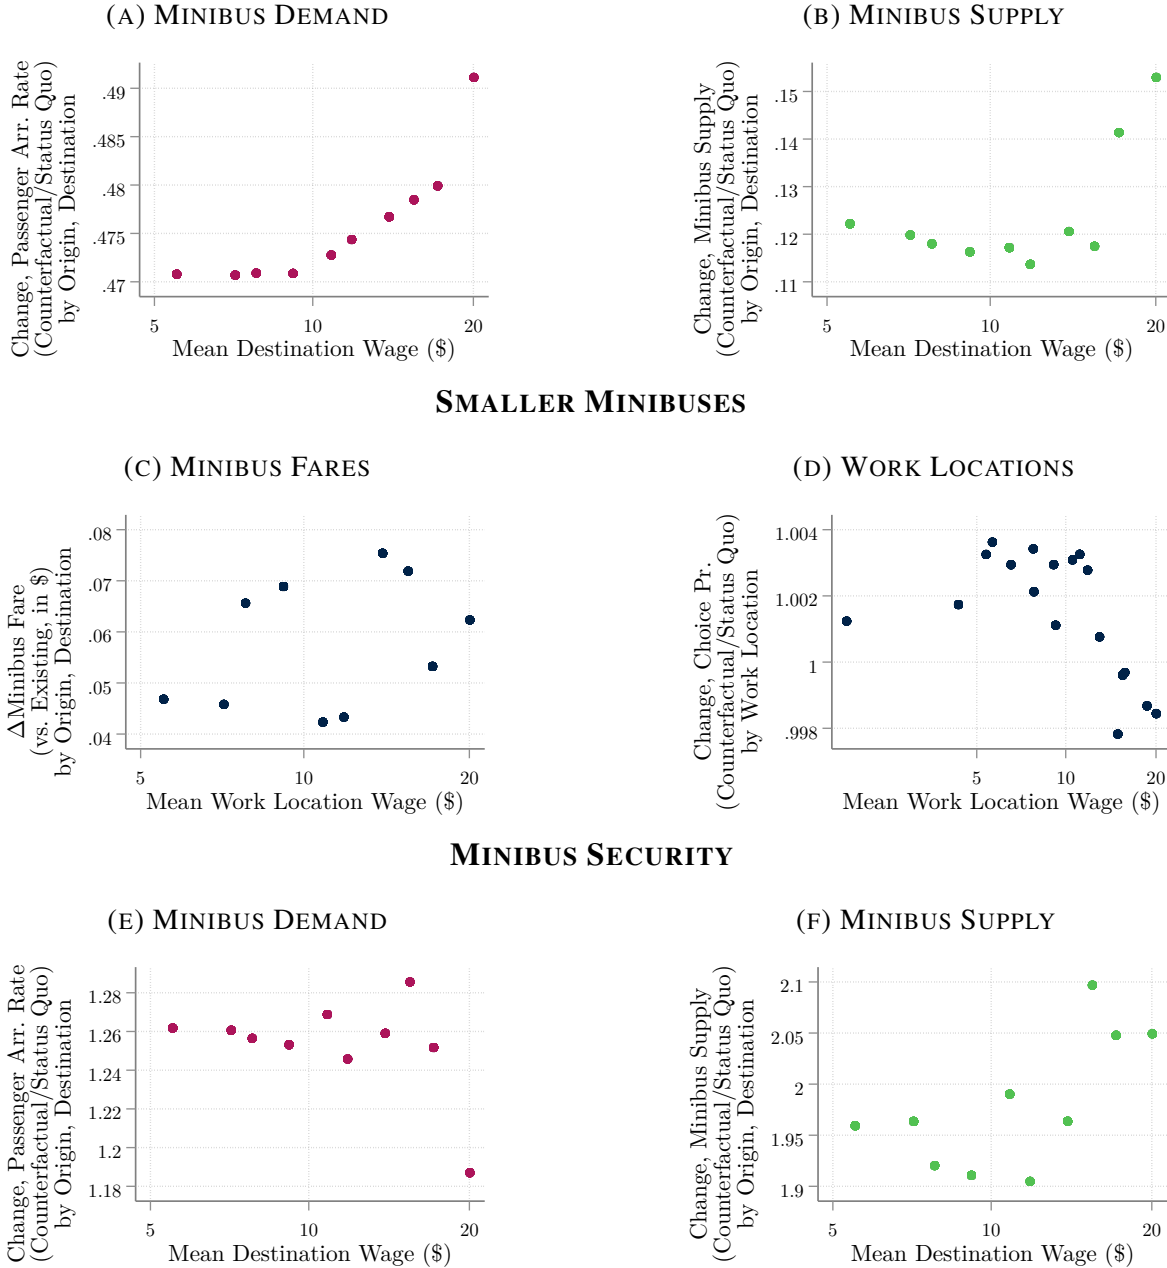 (A) MINIBUS DEMAND
Change, Passenger Arr. Rate
(Counterfactual/Status Quo)
by Origin, Destination
.49
.485
.48
.475
.47
5
10
20
Mean Destination Wage ($)
(B) MINIBUS SUPPLY
Change, Minibus Supply
(Counterfactual/Status Quo)
by Origin, Destination
.15
.14
.13
.12
.11
5
10
20
Mean Destination Wage ($)
SMALLER MINIBUSES
(C) MINIBUS FARES
ΔMinibus Fare
(vs. Existing, in $)
by Origin, Destination
.08
.07
.06
.05
.04
5
10
20
Mean Work Location Wage ($)
(D) WORK LOCATIONS
Change, Choice Pr.
(Counterfactual/Status Quo)
by Work Location
1.004
1.002
1
.998
5
10
20
Mean Work Location Wage ($)
MINIBUS SECURITY
(E) MINIBUS DEMAND
Change, Passenger Arr. Rate
(Counterfactual/Status Quo)
by Origin, Destination
1.28
1.26
1.24
1.22
1.2
1.18
5
10
20
Mean Destination Wage ($)
(F) MINIBUS SUPPLY
Change, Minibus Supply
(Counterfactual/Status Quo)
by Origin, Destination
2.1
2.05
2
1.95
1.9
5
10
20
Mean Destination Wage ($)